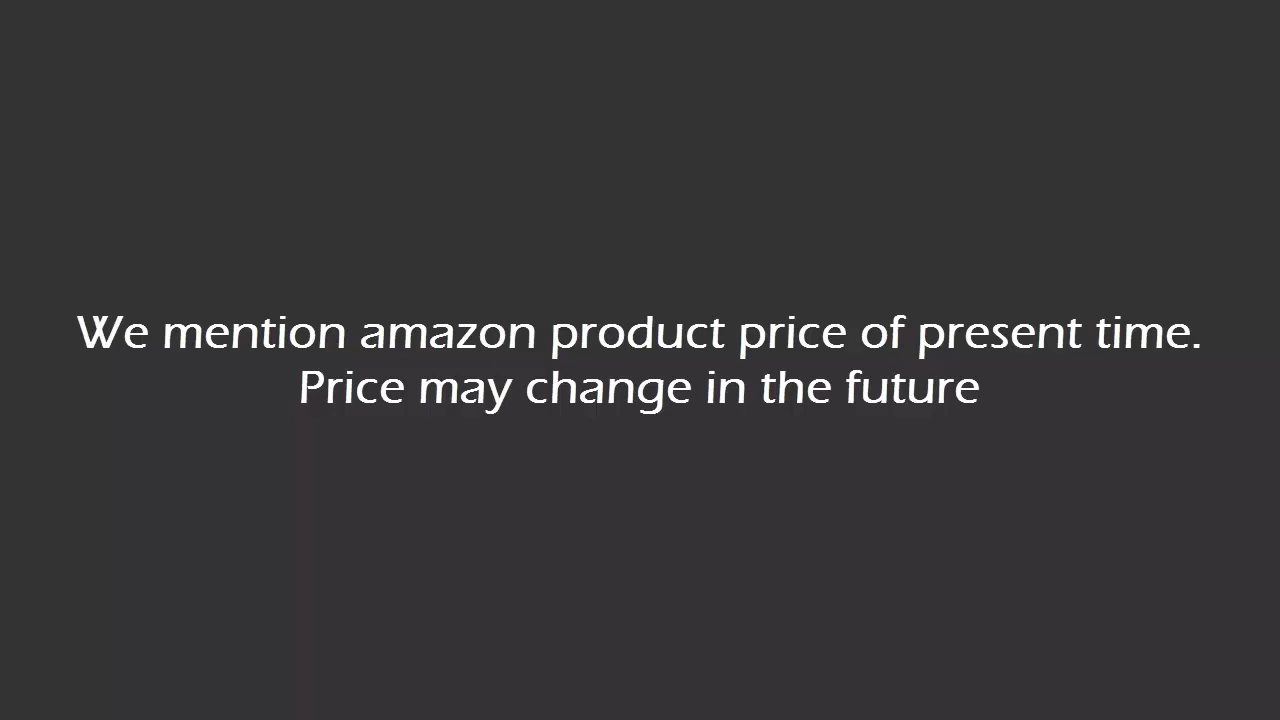 We mention amazon product price of present time.
Price may change in the future